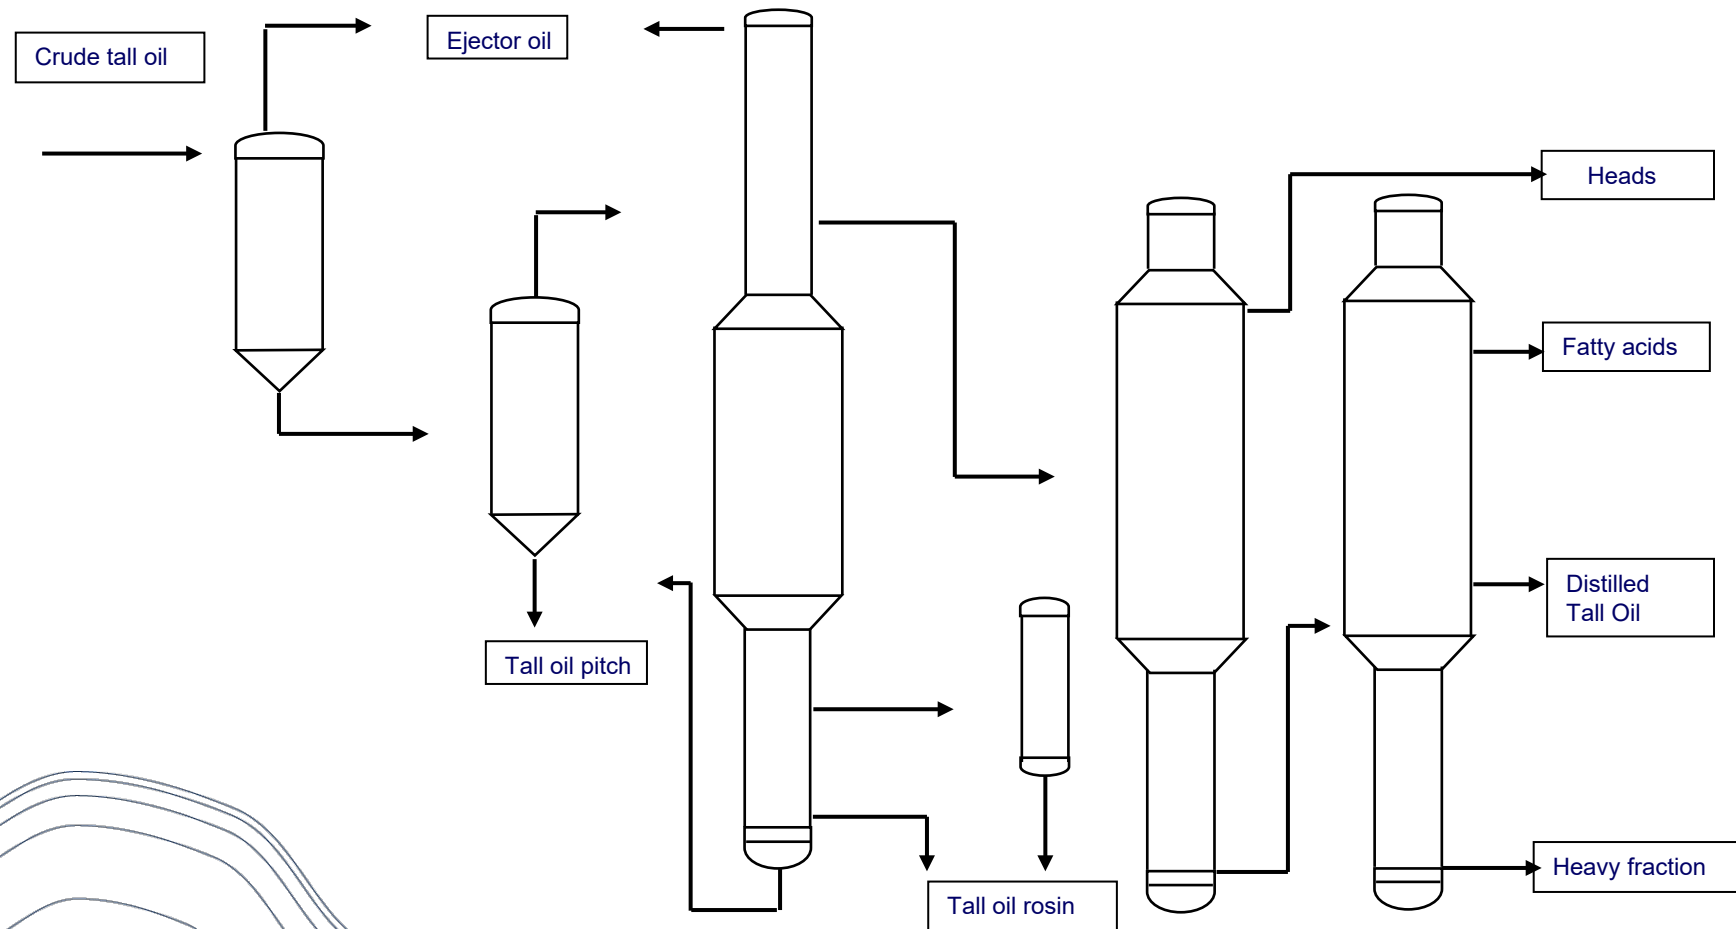 Crude tall oil
Ejector oil
Heads
Fatty acids
Distilled
Tall Oil
Tall oil pitch
Heavy fraction
Tall oil rosin